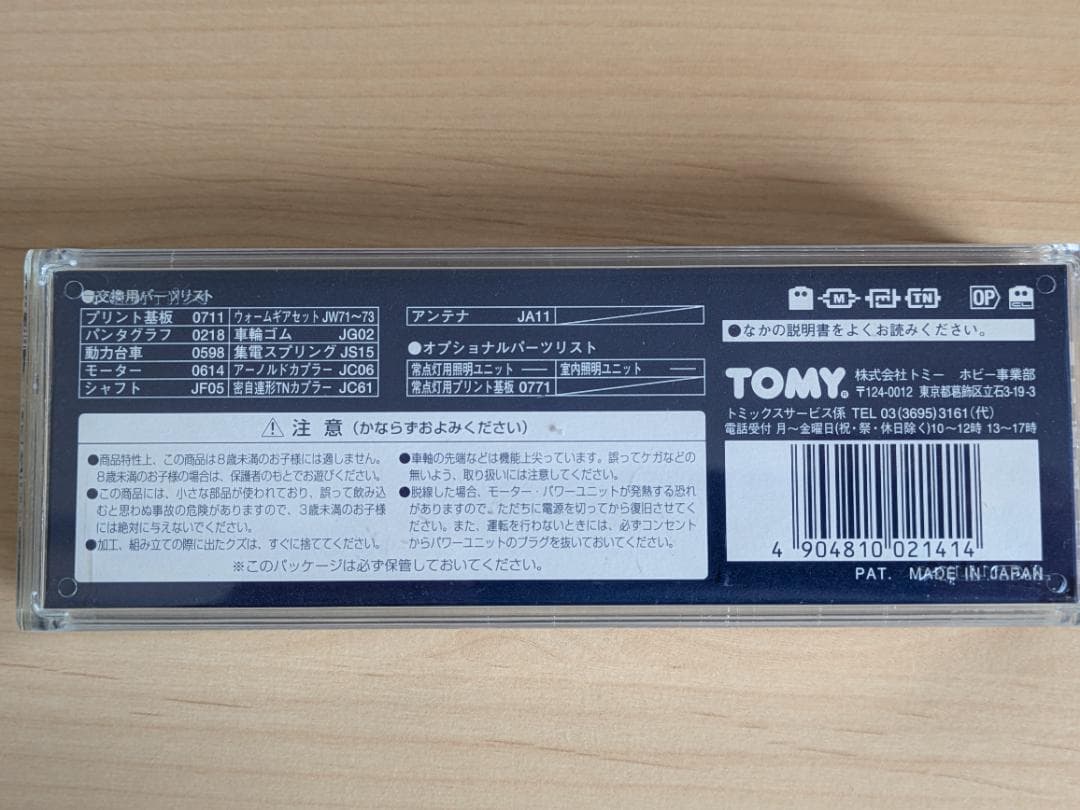 ●交換用パーツリスト
プリント基板 0711 ウォームギアセット JW71〜73
パンタグラフ 0218 車輪ゴム JG02
動力台車 0598 集電スプリング JS15
モーター 0614 アーノルドカプラー JC06
シャフト JF05 密自連形TNカプラー JC61
アンテナ JA11
●オプショナルパーツリスト
常点灯用照明ユニット ── 室内照明ユニット ──
常点灯用プリント基板 0771
⚠ 注意 (かならずおよみください)
●商品特性上、この商品は8歳未満のお子様には適しません。
8歳未満のお子様の場合は、保護者のもとでお遊びください。
●この商品には、小さな部品が使われており、誤って飲み込
むと思わぬ事故の危険がありますので、3歳未満のお子様
には絶対に与えないでください。
●加工、組み立ての際に出たクズは、すぐに捨ててください。
●車輪の先端などは機能上尖っています。誤ってケガなどの
無いよう、取り扱いには注意してください。
●脱線した場合、モーター・パワーユニットが発熱する恐れ
がありますので、ただちに電源を切ってから復旧させてく
ださい。また、運転を行わないときには、必ずコンセント
からパワーユニットのプラグを抜いておいてください。
※このパッケージは必ず保管しておいてください。
M TN OP CL
●なかの説明書をよくお読みください。
TOMY® 株式会社トミー ホビー事業部
〒124-0012 東京都葛飾区立石3-19-3
トミックスサービス係 TEL 03(3695)3161(代)
電話受付 月〜金曜日(祝・祭・休日除く)10〜12時 13〜17時
4 904810 021414
PAT. MADE IN JAPAN